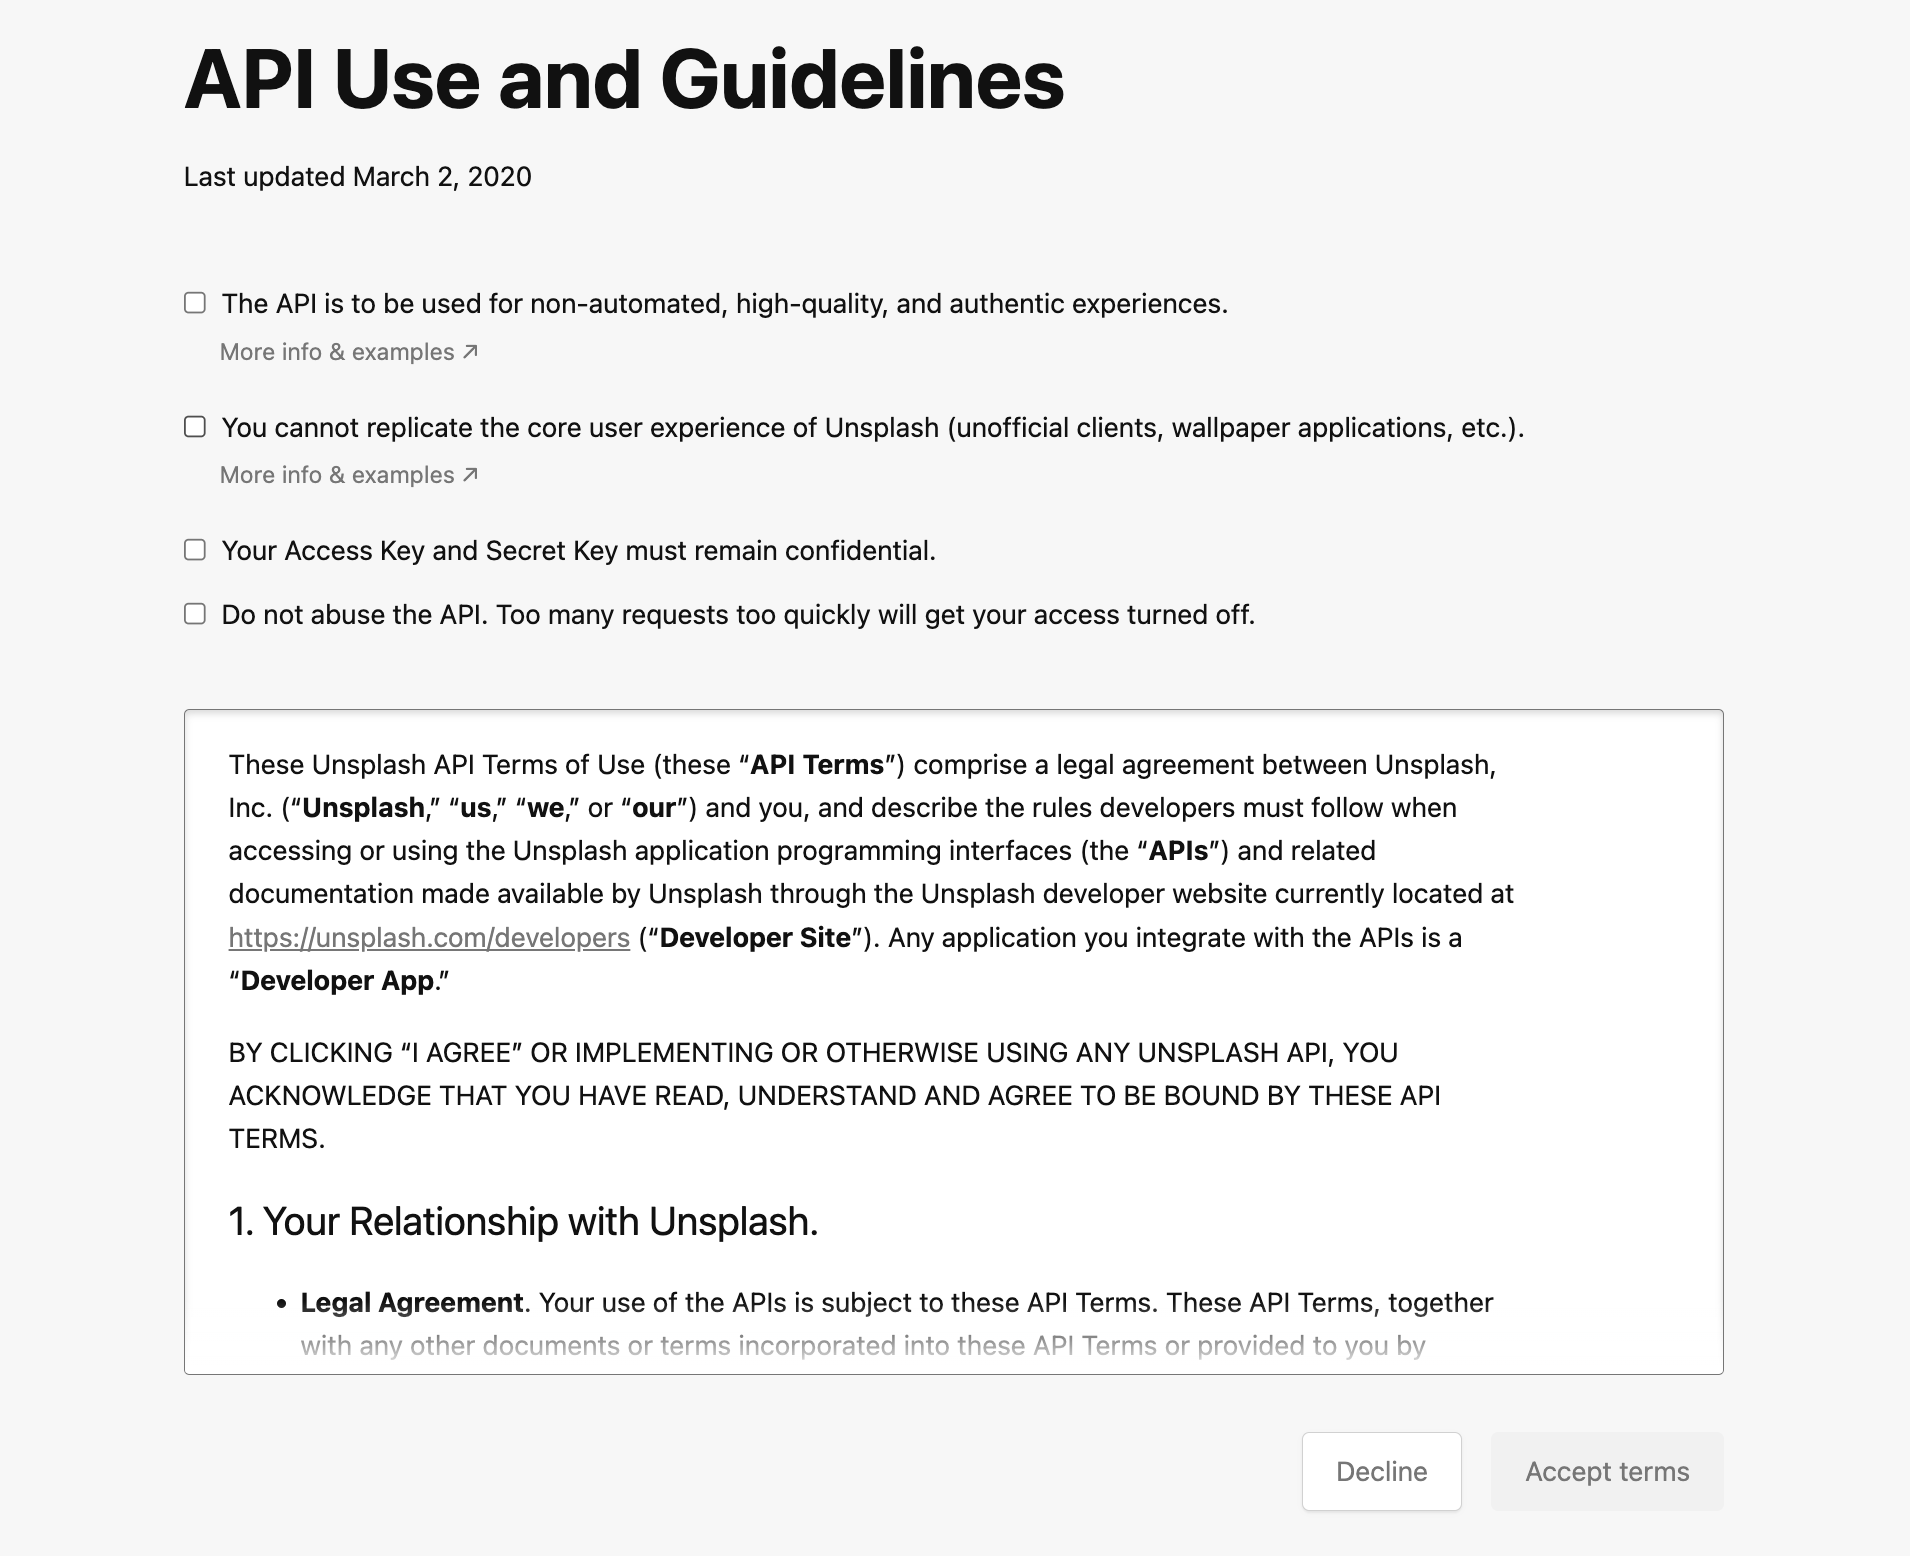 API Use and Guidelines
Last updated March 2, 2020
The API is to be used for non-automated, high-quality, and authentic experiences.
More info & examples ↗
You cannot replicate the core user experience of Unsplash (unofficial clients, wallpaper applications, etc.).
More info & examples ↗
Your Access Key and Secret Key must remain confidential.
Do not abuse the API. Too many requests too quickly will get your access turned off.
These Unsplash API Terms of Use (these “API Terms”) comprise a legal agreement between Unsplash,
Inc. (“Unsplash,” “us,” “we,” or “our”) and you, and describe the rules developers must follow when
accessing or using the Unsplash application programming interfaces (the “APIs”) and related
documentation made available by Unsplash through the Unsplash developer website currently located at
https://unsplash.com/developers (“Developer Site”). Any application you integrate with the APIs is a
“Developer App.”
BY CLICKING “I AGREE” OR IMPLEMENTING OR OTHERWISE USING ANY UNSPLASH API, YOU
ACKNOWLEDGE THAT YOU HAVE READ, UNDERSTAND AND AGREE TO BE BOUND BY THESE API
TERMS.
1. Your Relationship with Unsplash.
• Legal Agreement. Your use of the APIs is subject to these API Terms. These API Terms, together
with any other documents or terms incorporated into these API Terms or provided to you by
Decline
Accept terms